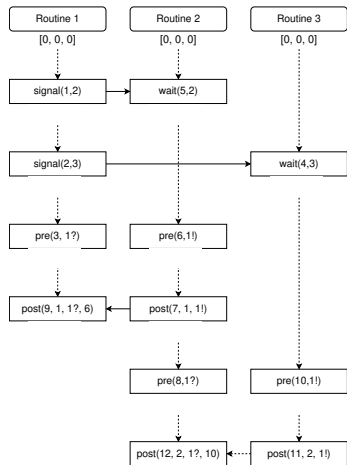 Routine 1 Routine 2 Routine 3
[0, 0, 0] [0, 0, 0] [0, 0, 0]
signal(1,2) wait(5,2)
signal(2,3) wait(4,3)
pre(3, 1?) pre(6,1!)
post(9, 1, 1?, 6) post(7, 1, 1!)
pre(8,1?) pre(10,1!)
post(12, 2, 1?, 10) post(11, 2, 1!)